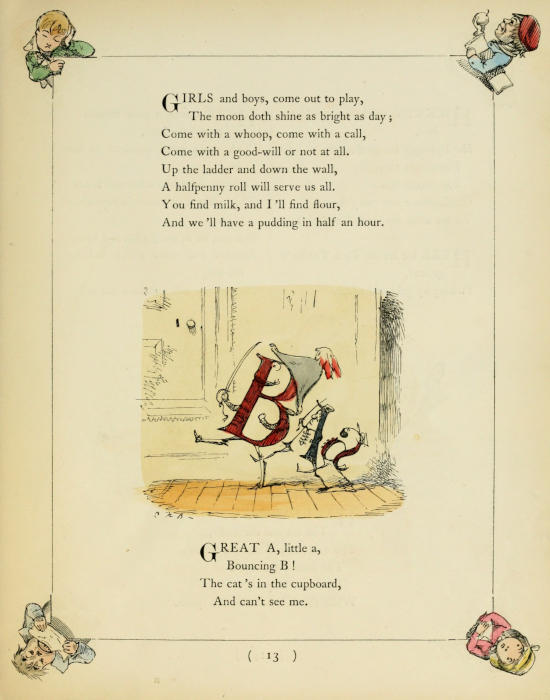 GIRLS and boys, come out to play,
The moon doth shine as bright as day;
Come with a whoop, come with a call,
Come with a good-will or not at all.
Up the ladder and down the wall,
A halfpenny roll will serve us all.
You find milk, and I'll find flour,
And we'll have a pudding in half an hour.
B
A
a
GREAT A, little a,
Bouncing B!
The cat's in the cupboard,
And can't see me.
( 13 )